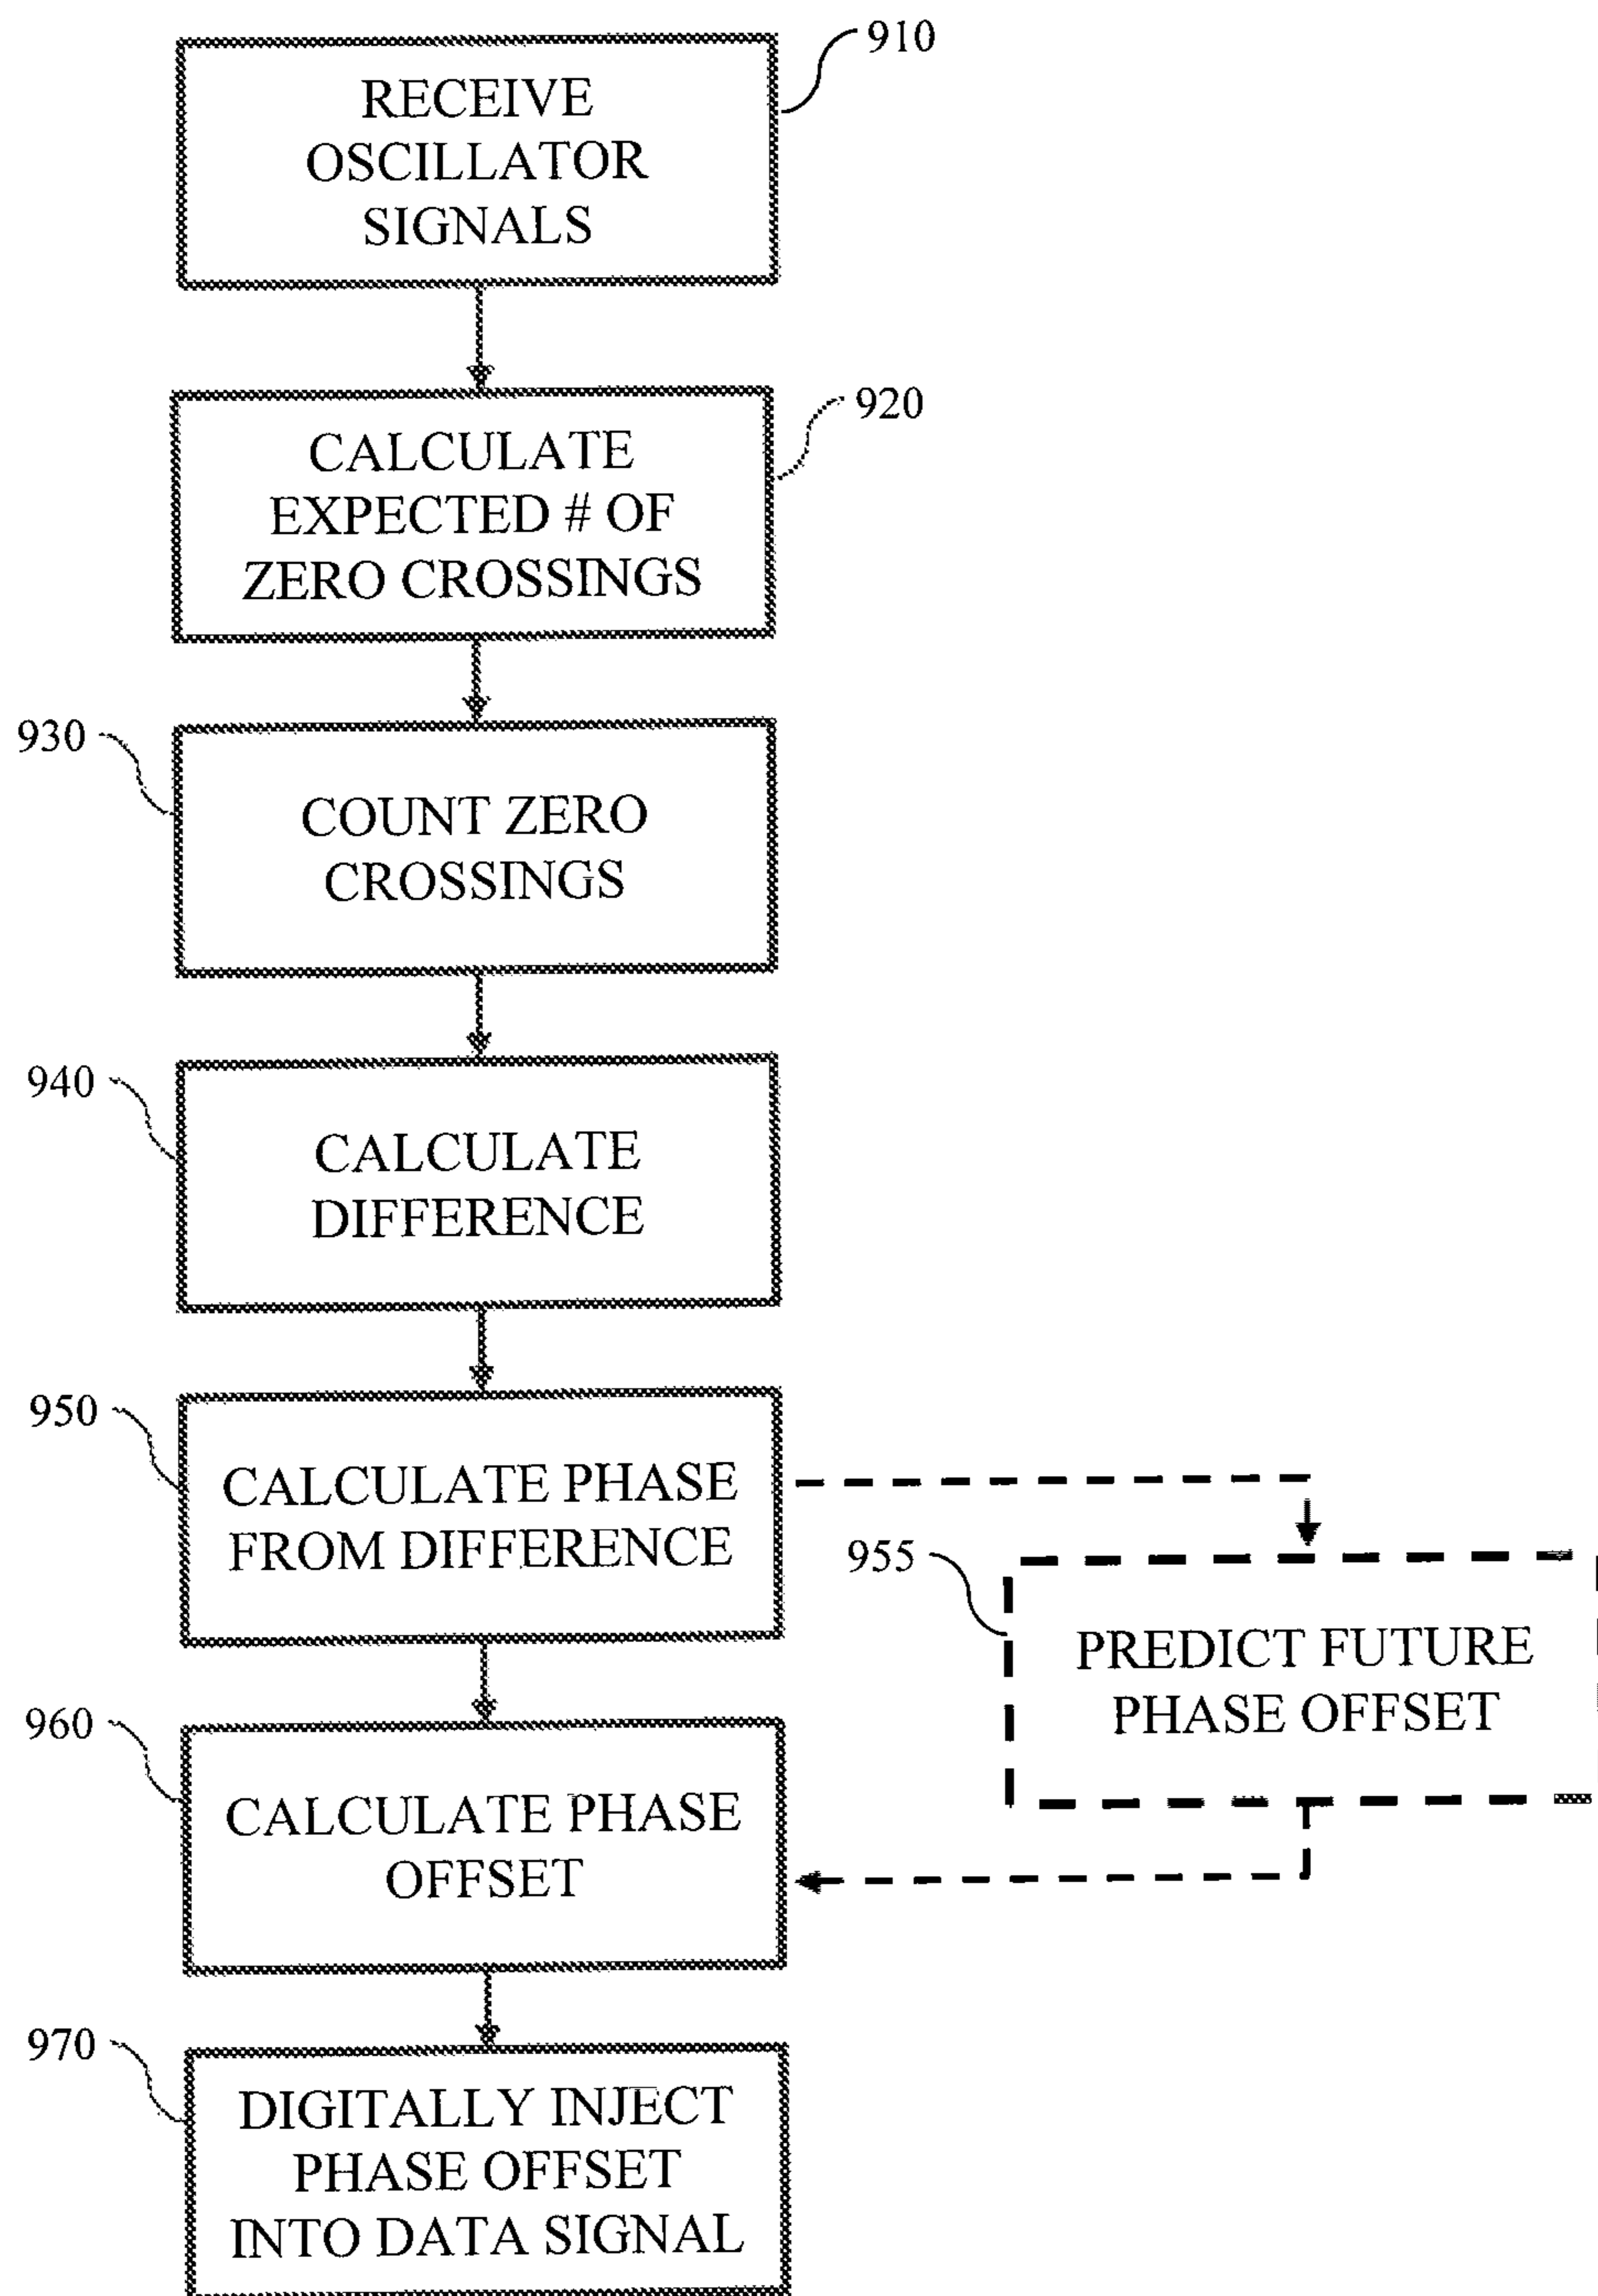 910
RECEIVE
OSCILLATOR
SIGNALS
920
CALCULATE
EXPECTED # OF
ZERO CROSSINGS
930
COUNT ZERO
CROSSINGS
940
CALCULATE
DIFFERENCE
950
CALCULATE PHASE
FROM DIFFERENCE
955
PREDICT FUTURE
PHASE OFFSET
960
CALCULATE PHASE
OFFSET
970
DIGITALLY INJECT
PHASE OFFSET
INTO DATA SIGNAL